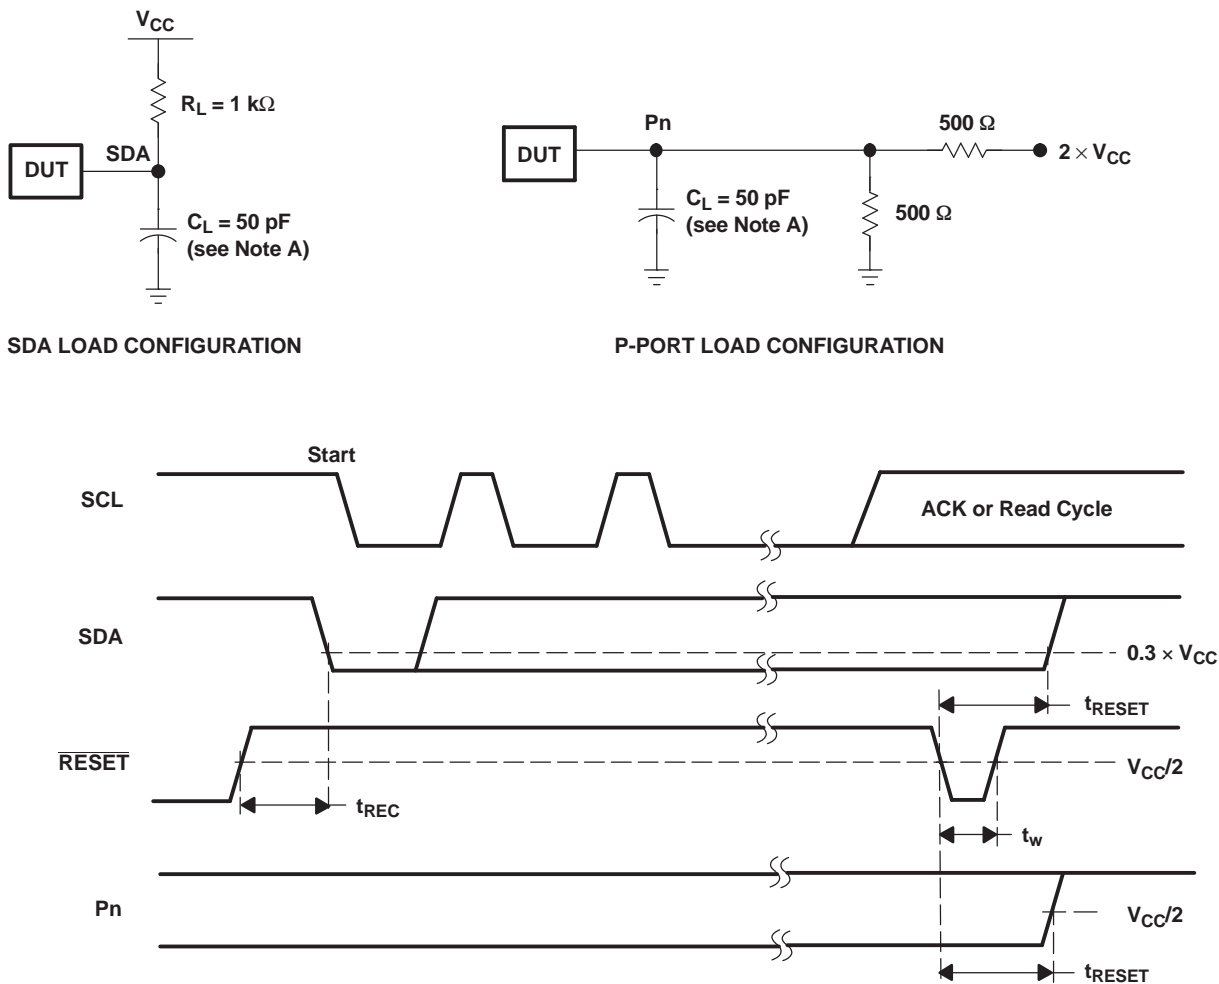 VCC
RL = 1 kΩ
SDA
DUT
CL = 50 pF
(see Note A)
SDA LOAD CONFIGURATION
Pn
500 Ω
DUT
2 × VCC
CL = 50 pF
(see Note A)
500 Ω
P-PORT LOAD CONFIGURATION
Start
SCL
ACK or Read Cycle
SDA
0.3 × VCC
tRESET
RESET
VCC/2
tREC
tw
Pn
VCC/2
tRESET